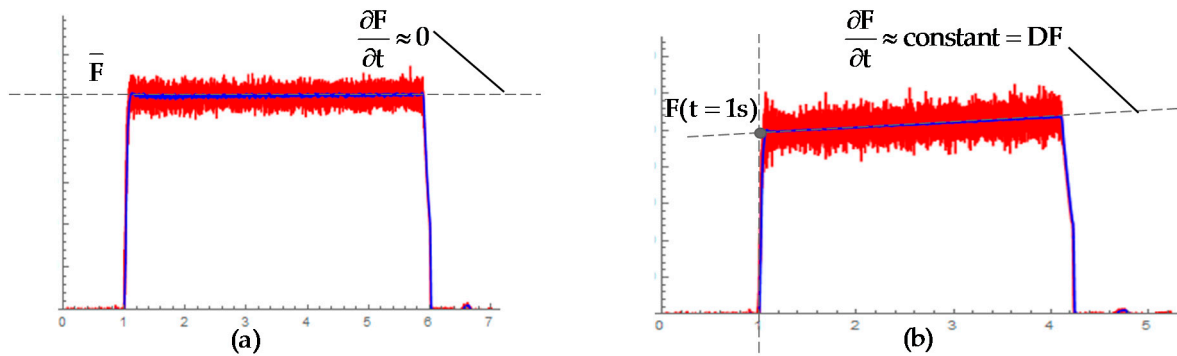 ∂F/∂t ≈ 0
F̄
0 1 2 3 4 5 6 7
(a)
∂F/∂t ≈ constant = DF
F(t = 1s)
0 1 2 3 4 5
(b)